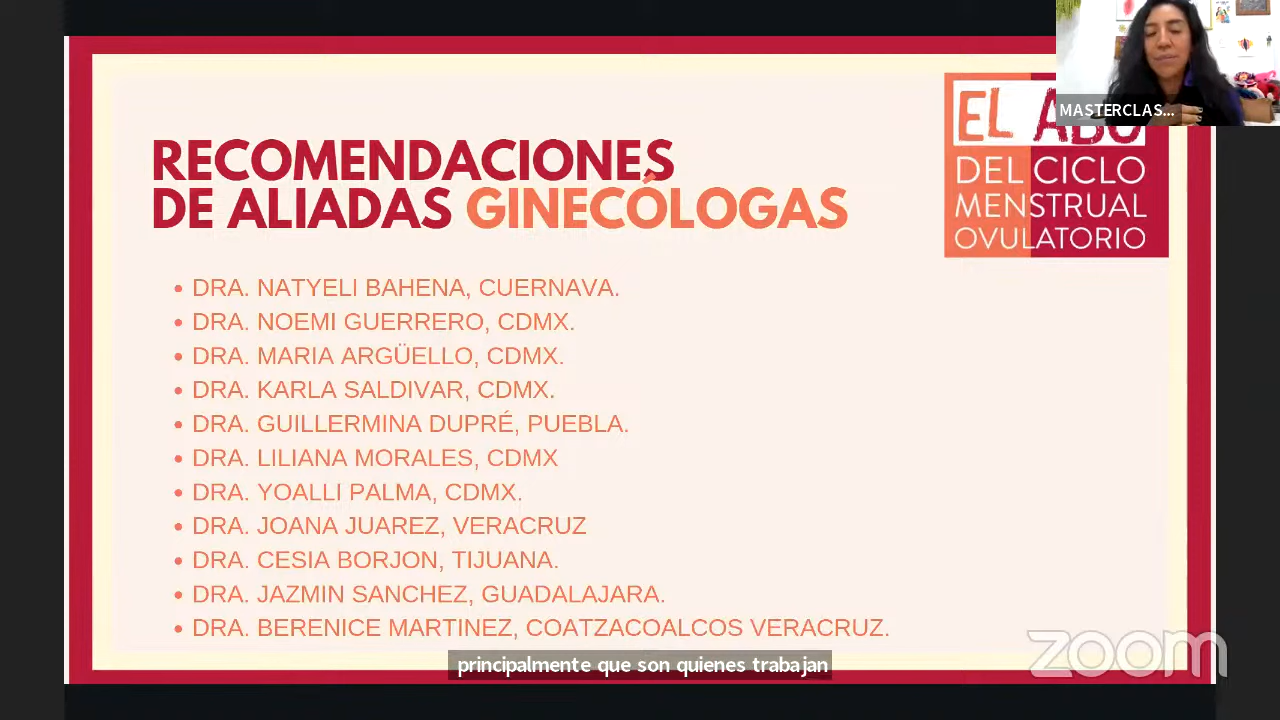 MASTERCLAS...
EL ABC
DEL CICLO
MENSTRUAL
OVULATORIO
RECOMENDACIONES
DE ALIADAS GINECÓLOGAS
• DRA. NATYELI BAHENA, CUERNAVA.
• DRA. NOEMI GUERRERO, CDMX.
• DRA. MARIA ARGÜELLO, CDMX.
• DRA. KARLA SALDIVAR, CDMX.
• DRA. GUILLERMINA DUPRÉ, PUEBLA.
• DRA. LILIANA MORALES, CDMX
• DRA. YOALLI PALMA, CDMX.
• DRA. JOANA JUAREZ, VERACRUZ
• DRA. CESIA BORJON, TIJUANA.
• DRA. JAZMIN SANCHEZ, GUADALAJARA.
• DRA. BERENICE MARTINEZ, COATZACOALCOS VERACRUZ.
zoom
principalmente que son quienes trabajan